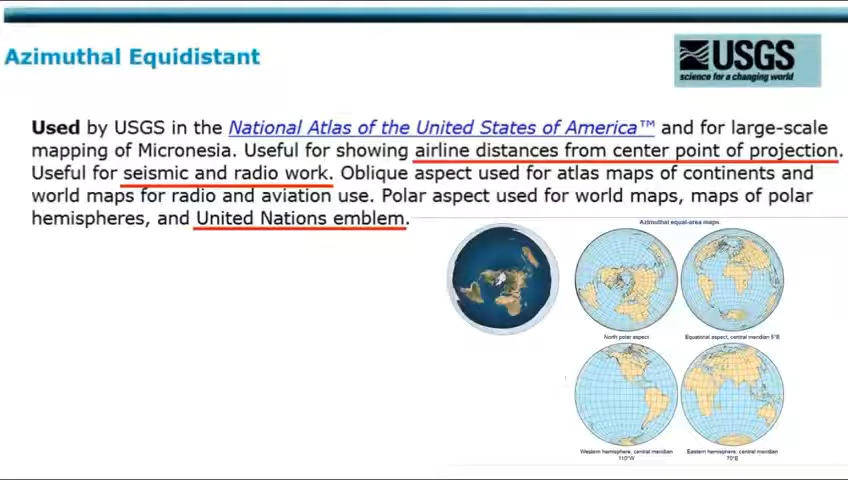 Azimuthal Equidistant
USGS
science for a changing world
Used by USGS in the National Atlas of the United States of America™ and for large-scale
mapping of Micronesia. Useful for showing airline distances from center point of projection.
Useful for seismic and radio work. Oblique aspect used for atlas maps of continents and
world maps for radio and aviation use. Polar aspect used for world maps, maps of polar
hemispheres, and United Nations emblem.
Azimuthal equal-area maps
North polar aspect
Equatorial aspect, central meridian 5°E
Western hemisphere, central meridian
110°W
Eastern hemisphere, central meridian
70°E